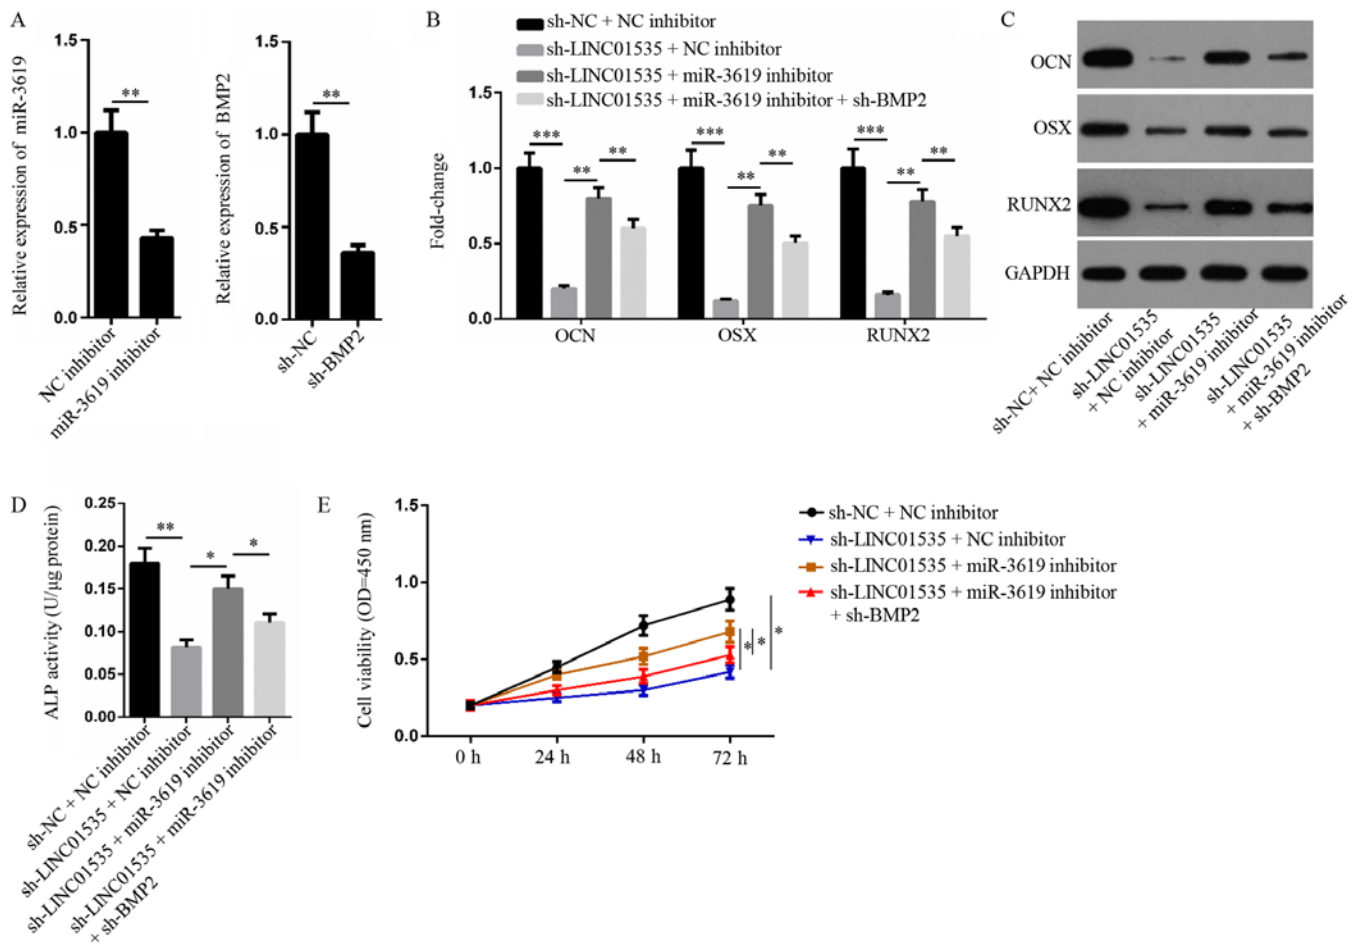 A
Relative expression of miR-3619
1.5
1.0
0.5
0.0
**
NC inhibitor
miR-3619 inhibitor
Relative expression of BMP2
1.5
1.0
0.5
0.0
**
sh-NC
sh-BMP2
B
sh-NC + NC inhibitor
sh-LINC01535 + NC inhibitor
sh-LINC01535 + miR-3619 inhibitor
sh-LINC01535 + miR-3619 inhibitor + sh-BMP2
Fold-change
1.5
1.0
0.5
0.0
***
**
**
***
**
**
***
**
**
OCN
OSX
RUNX2
C
OCN
OSX
RUNX2
GAPDH
sh-NC+ NC inhibitor
sh-LINC01535
+ NC inhibitor
sh-LINC01535
+ miR-3619 inhibitor
sh-LINC01535
+ miR-3619 inhibitor
+ sh-BMP2
D
ALP activity (U/μg protein)
0.25
0.20
0.15
0.10
0.05
0.00
**
*
*
sh-NC + NC inhibitor
sh-LINC01535 + NC inhibitor
sh-LINC01535 + miR-3619 inhibitor
sh-LINC01535 + miR-3619 inhibitor
+ sh-BMP2
E
Cell viability (OD=450 nm)
1.5
1.0
0.5
0.0
0 h
24 h
48 h
72 h
*
*
*
sh-NC + NC inhibitor
sh-LINC01535 + NC inhibitor
sh-LINC01535 + miR-3619 inhibitor
sh-LINC01535 + miR-3619 inhibitor
+ sh-BMP2